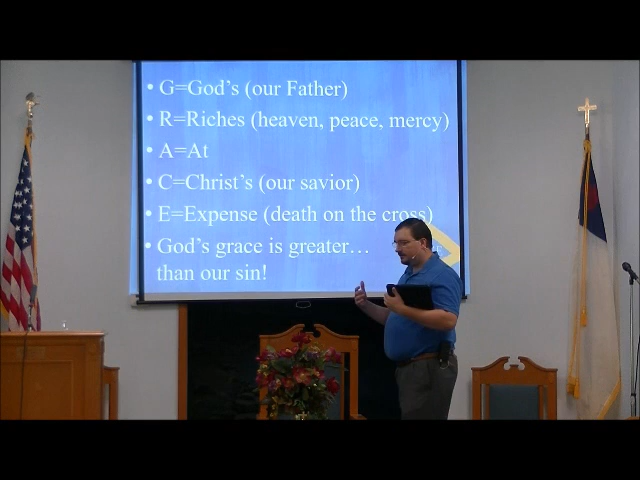 • G=God's (our Father)
• R=Riches (heaven, peace, mercy)
• A=At
• C=Christ's (our savior)
• E=Expense (death on the cross)
• God's grace is greater…
than our sin!